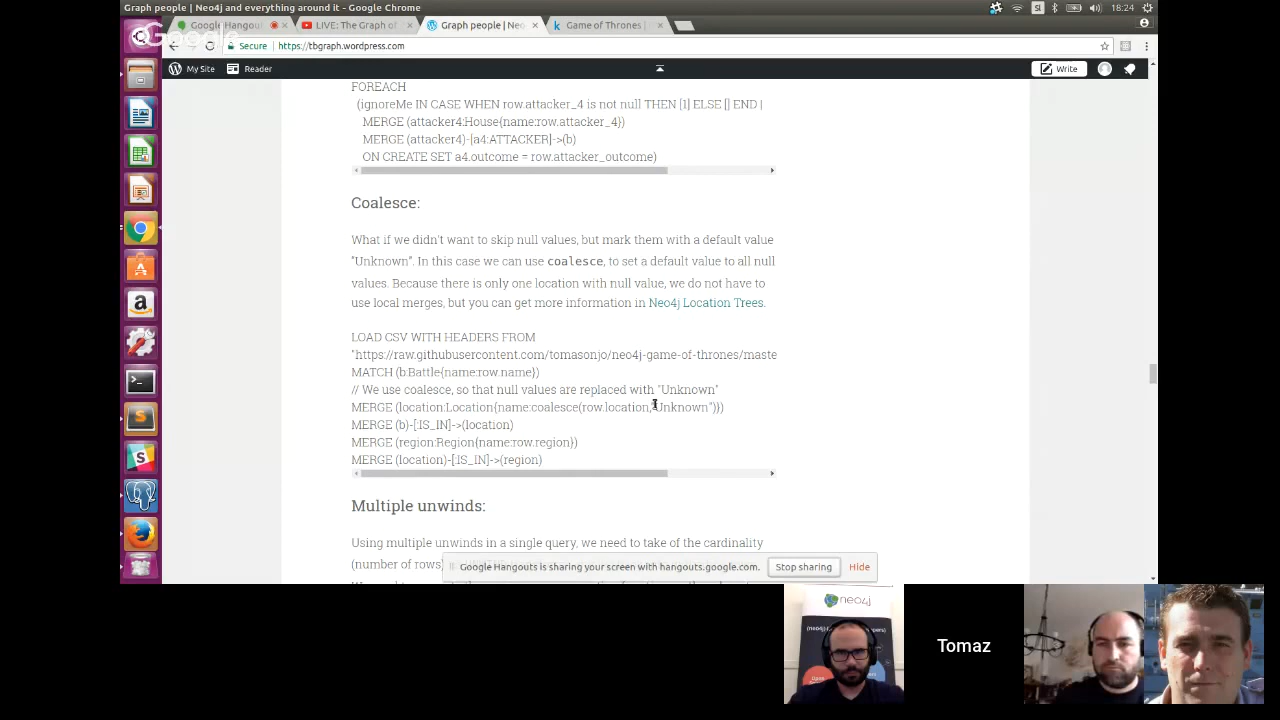 Graph people | Neo4j and everything around it - Google Chrome
18:24
Google Hangout
LIVE: The Graph of
Graph people | Neo
Game of Thrones |
Google
Secure
https://tbgraph.wordpress.com
My Site
Reader
Write
FOREACH
(ignoreMe IN CASE WHEN row.attacker_4 is not null THEN [1] ELSE [] END |
MERGE (attacker4:House{name:row.attacker_4})
MERGE (attacker4)-[a4:ATTACKER]->(b)
ON CREATE SET a4.outcome = row.attacker_outcome)
Coalesce:
What if we didn't want to skip null values, but mark them with a default value
"Unknown". In this case we can use coalesce, to set a default value to all null
values. Because there is only one location with null value, we do not have to
use local merges, but you can get more information in Neo4j Location Trees.
LOAD CSV WITH HEADERS FROM
"https://raw.githubusercontent.com/tomasonjo/neo4j-game-of-thrones/maste
MATCH (b:Battle{name:row.name})
// We use coalesce, so that null values are replaced with "Unknown"
MERGE (location:Location{name:coalesce(row.location,"Unknown")})
MERGE (b)-[:IS_IN]->(location)
MERGE (region:Region{name:row.region})
MERGE (location)-[:IS_IN]->(region)
Multiple unwinds:
Using multiple unwinds in a single query, we need to take of the cardinality
(number of rows)
Google Hangouts is sharing your screen with hangouts.google.com.
Stop sharing
Hide
neo4j
Tomaz